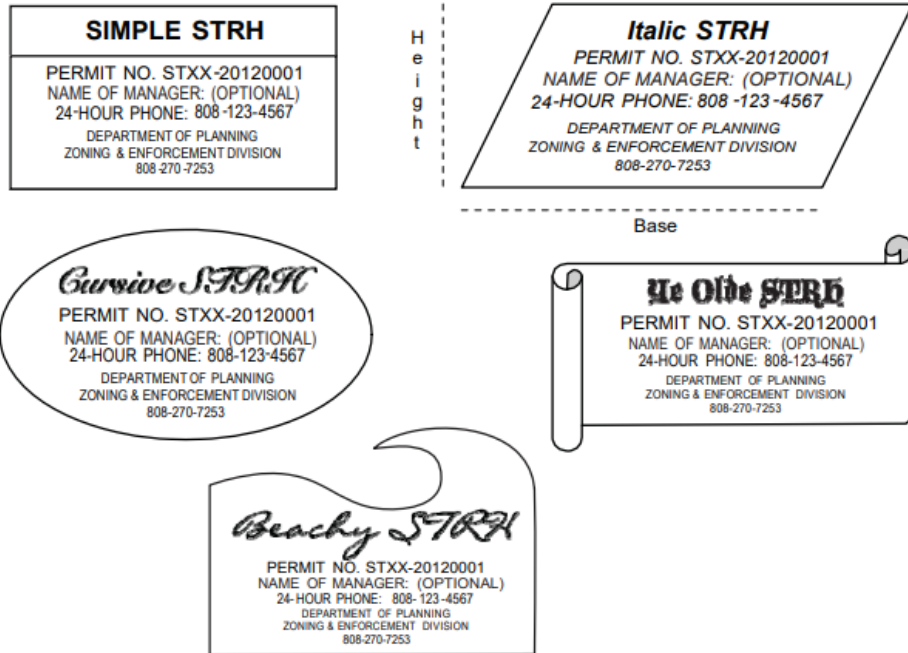 SIMPLE STRH
PERMIT NO. STXX-20120001
NAME OF MANAGER: (OPTIONAL)
24-HOUR PHONE: 808-123-4567
DEPARTMENT OF PLANNING
ZONING & ENFORCEMENT DIVISION
808-270-7253
Height
Italic STRH
PERMIT NO. STXX-20120001
NAME OF MANAGER: (OPTIONAL)
24-HOUR PHONE: 808-123-4567
DEPARTMENT OF PLANNING
ZONING & ENFORCEMENT DIVISION
808-270-7253
Base
Cursive STRH
PERMIT NO. STXX-20120001
NAME OF MANAGER: (OPTIONAL)
24-HOUR PHONE: 808-123-4567
DEPARTMENT OF PLANNING
ZONING & ENFORCEMENT DIVISION
808-270-7253
Ye Olde STRH
PERMIT NO. STXX-20120001
NAME OF MANAGER: (OPTIONAL)
24-HOUR PHONE: 808-123-4567
DEPARTMENT OF PLANNING
ZONING & ENFORCEMENT DIVISION
808-270-7253
Beachy STRH
PERMIT NO. STXX-20120001
NAME OF MANAGER: (OPTIONAL)
24-HOUR PHONE: 808-123-4567
DEPARTMENT OF PLANNING
ZONING & ENFORCEMENT DIVISION
808-270-7253